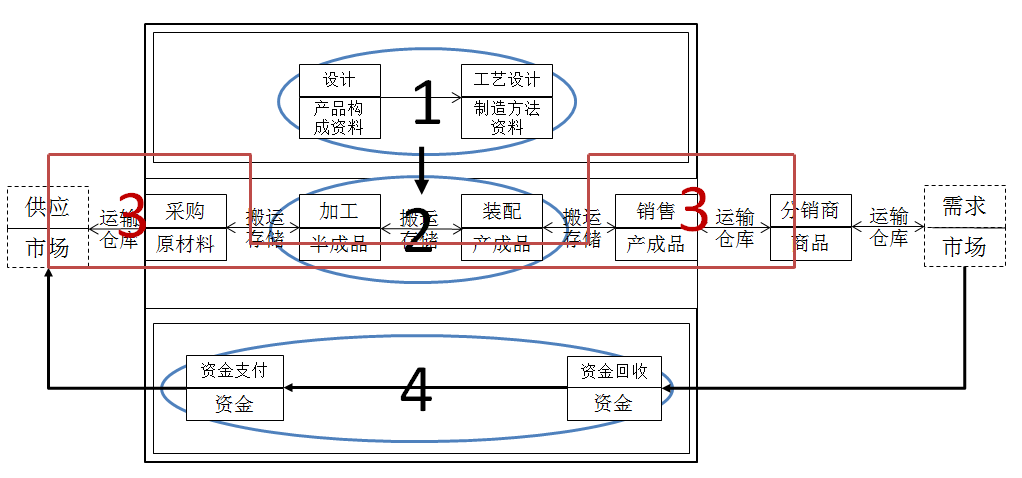 设计
产品构
成资料
1
工艺设计
制造方法
资料
供应
市场
运输
仓库
3
采购
原材料
搬运
存储
加工
半成品
搬运
存储
2
装配
产成品
搬运
存储
销售
产成品
3
运输
仓库
分销商
商品
运输
仓库
需求
市场
资金支付
资金
4
资金回收
资金